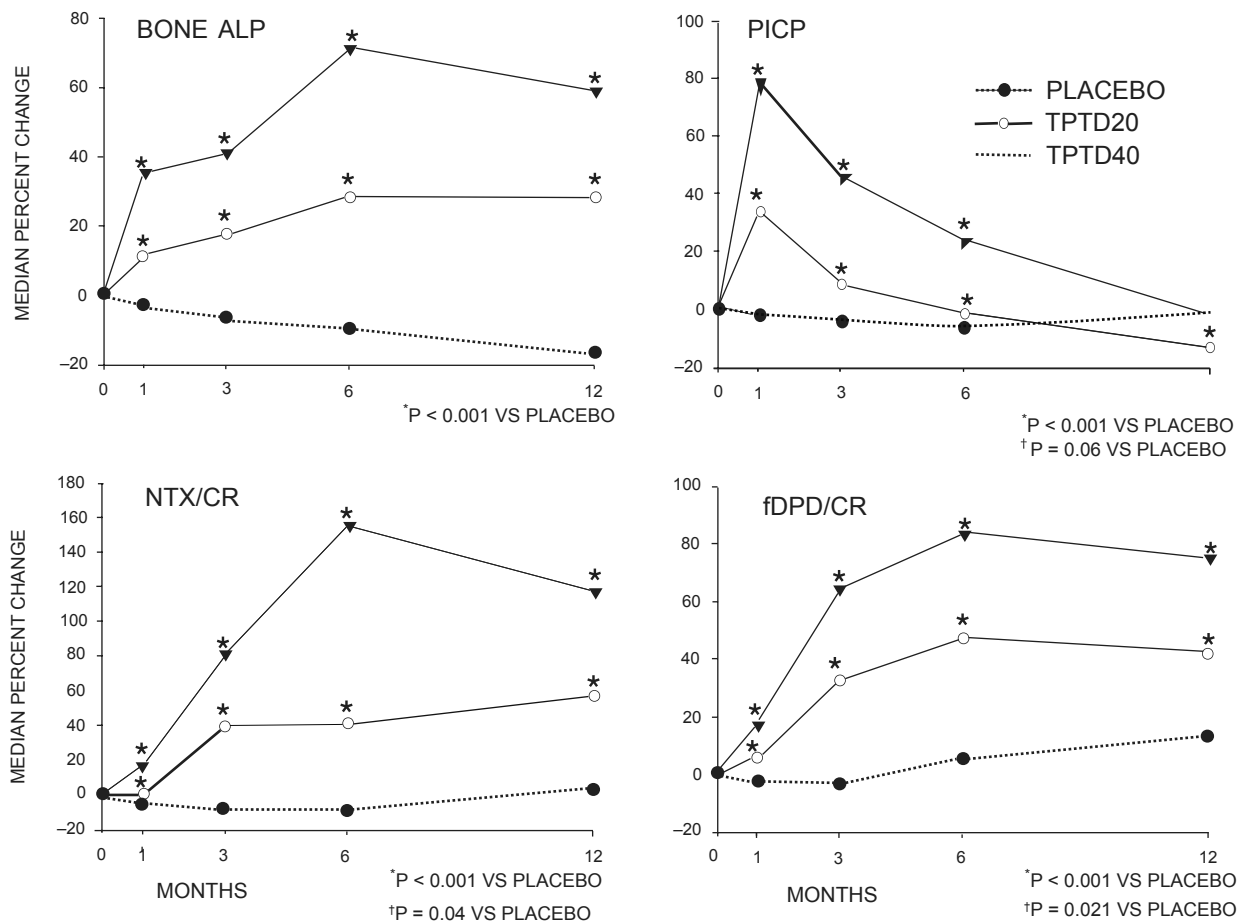 BONE ALP
MEDIAN PERCENT CHANGE
80
60
40
20
0
–20
0 1 3 6 12
*P < 0.001 VS PLACEBO
PICP
100
80
60
40
20
0
–20
0 1 3 6
PLACEBO
TPTD20
TPTD40
*P < 0.001 VS PLACEBO
†P = 0.06 VS PLACEBO
NTX/CR
MEDIAN PERCENT CHANGE
180
160
140
120
100
80
60
40
20
0
–20
0 1 3 6 12
MONTHS
*P < 0.001 VS PLACEBO
†P = 0.04 VS PLACEBO
fDPD/CR
100
80
60
40
20
0
–20
0 1 3 6 12
MONTHS
*P < 0.001 VS PLACEBO
†P = 0.021 VS PLACEBO